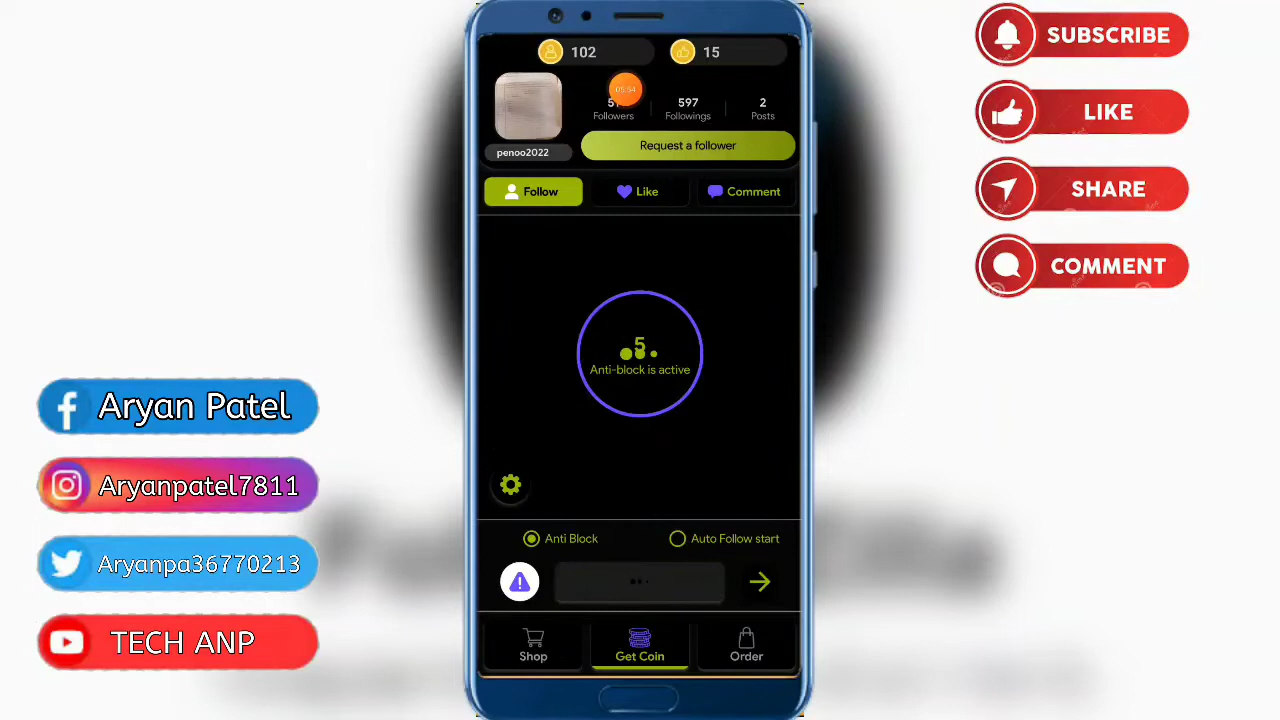 102
15
05:54
597
2
Followers
Followings
Posts
penoo2022
Request a follower
Follow
Like
Comment
5
Anti-block is active
Anti Block
Auto Follow start
Shop
Get Coin
Order
SUBSCRIBE
LIKE
SHARE
COMMENT
Aryan Patel
Aryanpatel7811
Aryanpa36770213
TECH ANP